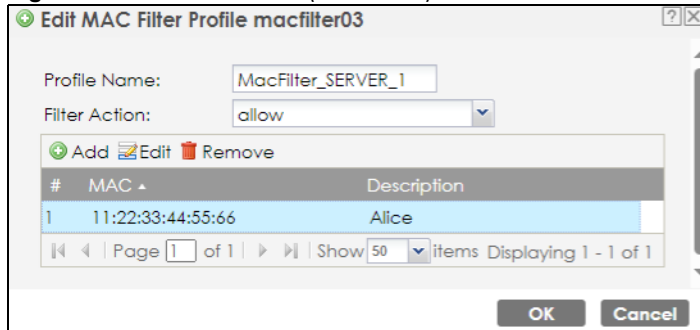 Edit MAC Filter Profile macfilter03
Profile Name: MacFilter_SERVER_1
Filter Action: allow
Add Edit Remove
# MAC Description
1 11:22:33:44:55:66 Alice
Page 1 of 1 Show 50 items Displaying 1 - 1 of 1
OK Cancel